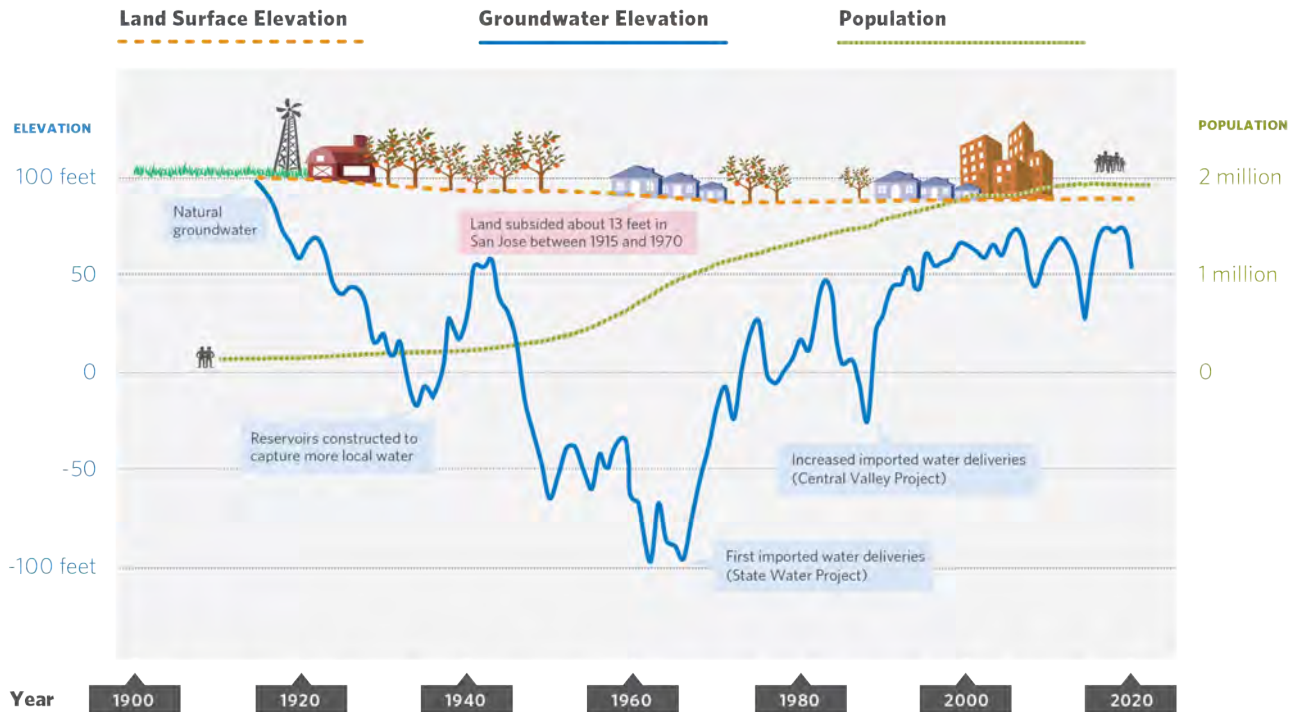 Land Surface Elevation
Groundwater Elevation
Population
ELEVATION
POPULATION
100 feet
2 million
Natural
groundwater
Land subsided about 13 feet in
San Jose between 1915 and 1970
50
1 million
0
0
Reservoirs constructed to
capture more local water
-50
Increased imported water deliveries
(Central Valley Project)
First imported water deliveries
(State Water Project)
-100 feet
Year
1900
1920
1940
1960
1980
2000
2020